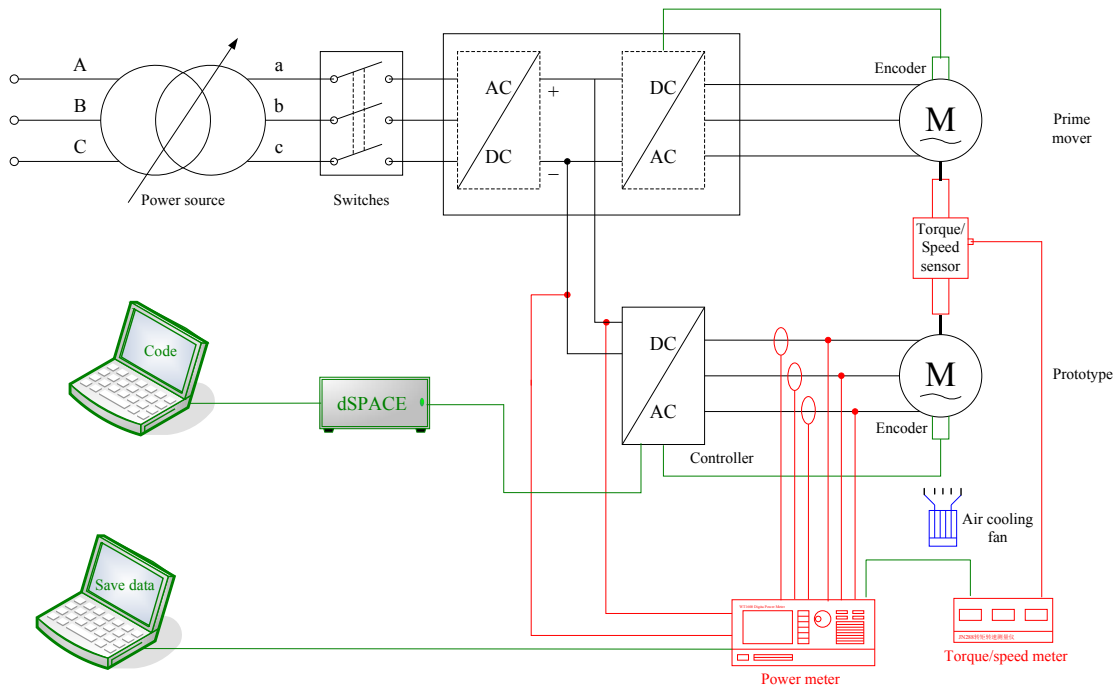 A
a
B
b
C
c
Power source
Switches
AC
DC
+
−
DC
AC
Encoder
M
Prime
mover
Torque/
Speed
sensor
Code
dSPACE
DC
AC
Controller
M
Encoder
Prototype
Air cooling
fan
Save data
Power meter
Torque/speed meter